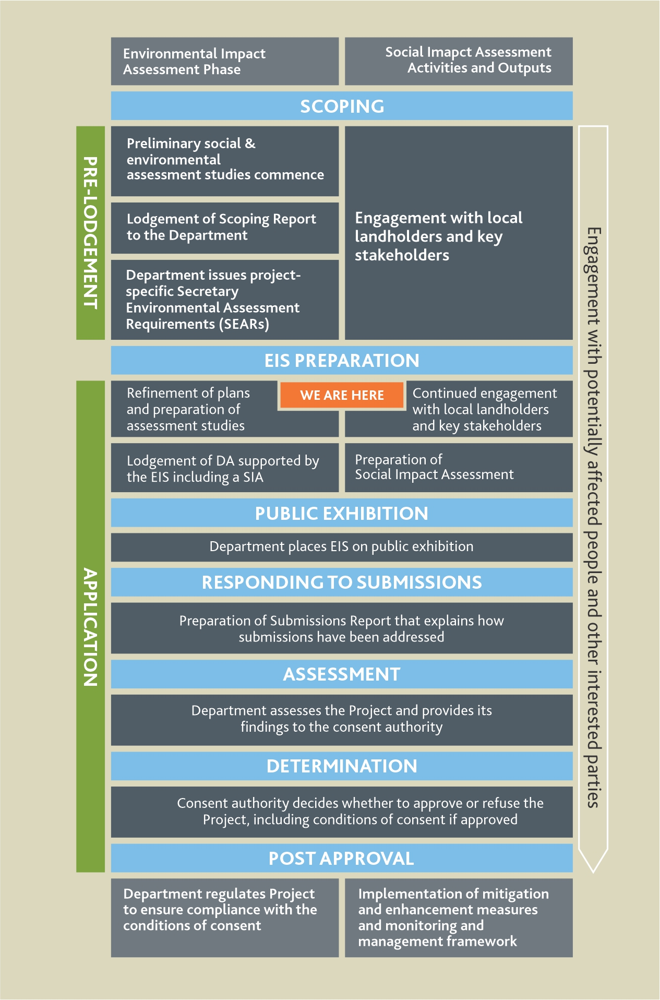 Environmental Impact
Assessment Phase
Social Imapct Assessment
Activities and Outputs
SCOPING
PRE-LODGEMENT
Preliminary social &
environmental
assessment studies commence
Lodgement of Scoping Report
to the Department
Department issues project-
specific Secretary
Environmental Assessment
Requirements (SEARs)
Engagement with local
landholders and key
stakeholders
Engagement with potentially affected people and other interested parties
EIS PREPARATION
APPLICATION
Refinement of plans
and preparation of
assessment studies
WE ARE HERE
Continued engagement
with local landholders
and key stakeholders
Lodgement of DA supported by
the EIS including a SIA
Preparation of
Social Impact Assessment
PUBLIC EXHIBITION
Department places EIS on public exhibition
RESPONDING TO SUBMISSIONS
Preparation of Submissions Report that explains how
submissions have been addressed
ASSESSMENT
Department assesses the Project and provides its
findings to the consent authority
DETERMINATION
Consent authority decides whether to approve or refuse the
Project, including conditions of consent if approved
POST APPROVAL
Department regulates Project
to ensure compliance with the
conditions of consent
Implementation of mitigation
and enhancement measures
and monitoring and
management framework